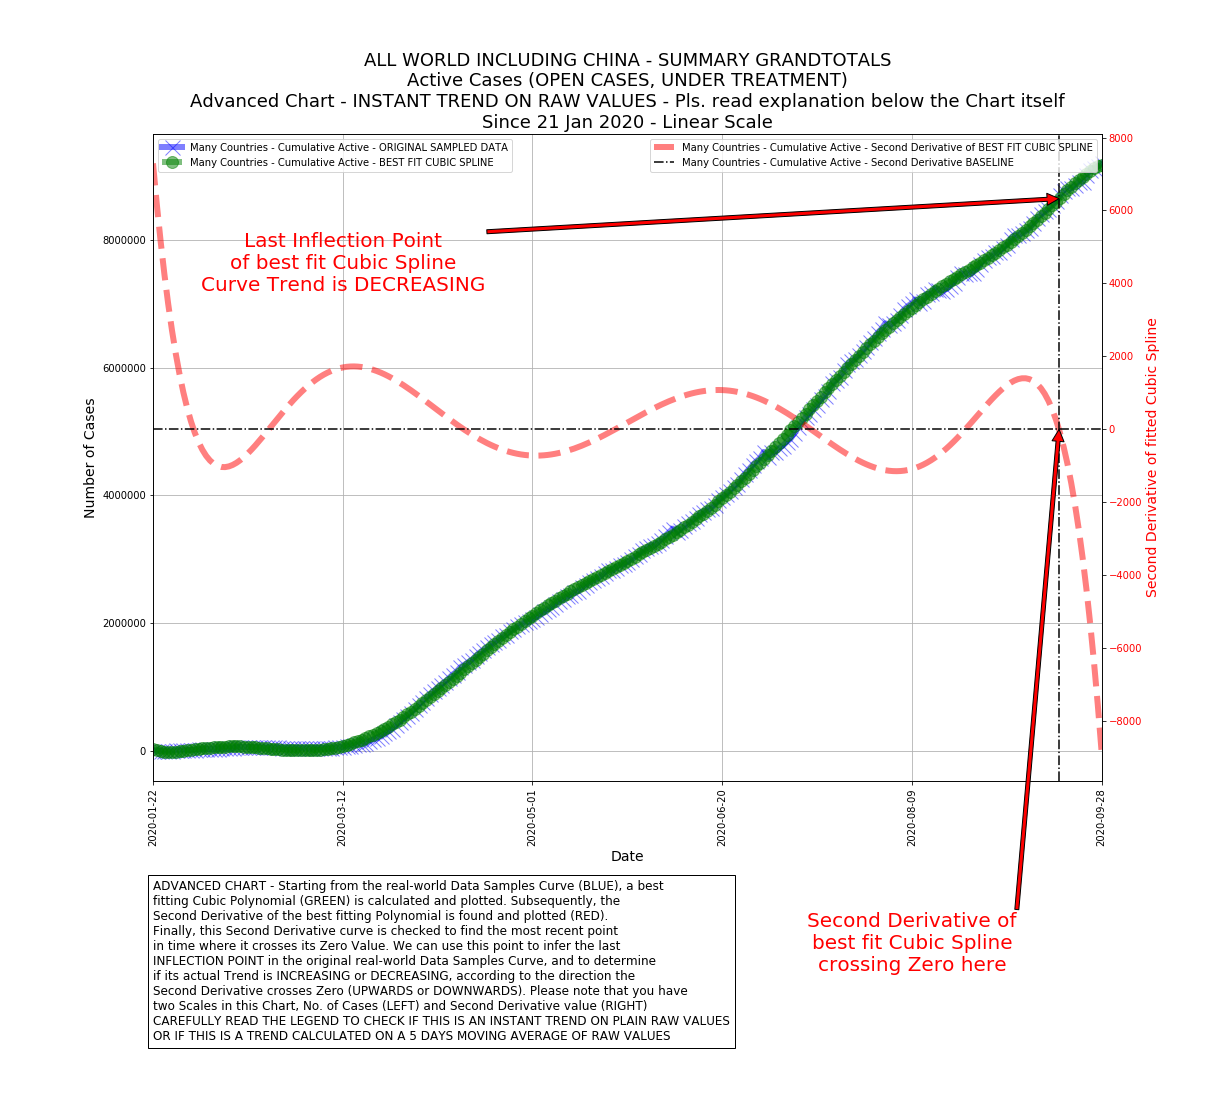 ALL WORLD INCLUDING CHINA - SUMMARY GRANDTOTALS
Active Cases (OPEN CASES, UNDER TREATMENT)
Advanced Chart - INSTANT TREND ON RAW VALUES - Pls. read explanation below the Chart itself
Since 21 Jan 2020 - Linear Scale
Many Countries - Cumulative Active - ORIGINAL SAMPLED DATA
Many Countries - Cumulative Active - BEST FIT CUBIC SPLINE
Many Countries - Cumulative Active - Second Derivative of BEST FIT CUBIC SPLINE
Many Countries - Cumulative Active - Second Derivative BASELINE
Last Inflection Point
of best fit Cubic Spline
Curve Trend is DECREASING
Number of Cases
8000000
6000000
4000000
2000000
0
8000
6000
4000
2000
0
−2000
−4000
−6000
−8000
Second Derivative of fitted Cubic Spline
2020-01-22
2020-03-12
2020-05-01
2020-06-20
2020-08-09
2020-09-28
Date
ADVANCED CHART - Starting from the real-world Data Samples Curve (BLUE), a best
fitting Cubic Polynomial (GREEN) is calculated and plotted. Subsequently, the
Second Derivative of the best fitting Polynomial is found and plotted (RED).
Finally, this Second Derivative curve is checked to find the most recent point
in time where it crosses its Zero Value. We can use this point to infer the last
INFLECTION POINT in the original real-world Data Samples Curve, and to determine
if its actual Trend is INCREASING or DECREASING, according to the direction the
Second Derivative crosses Zero (UPWARDS or DOWNWARDS). Please note that you have
two Scales in this Chart, No. of Cases (LEFT) and Second Derivative value (RIGHT)
CAREFULLY READ THE LEGEND TO CHECK IF THIS IS AN INSTANT TREND ON PLAIN RAW VALUES
OR IF THIS IS A TREND CALCULATED ON A 5 DAYS MOVING AVERAGE OF RAW VALUES
Second Derivative of
best fit Cubic Spline
crossing Zero here